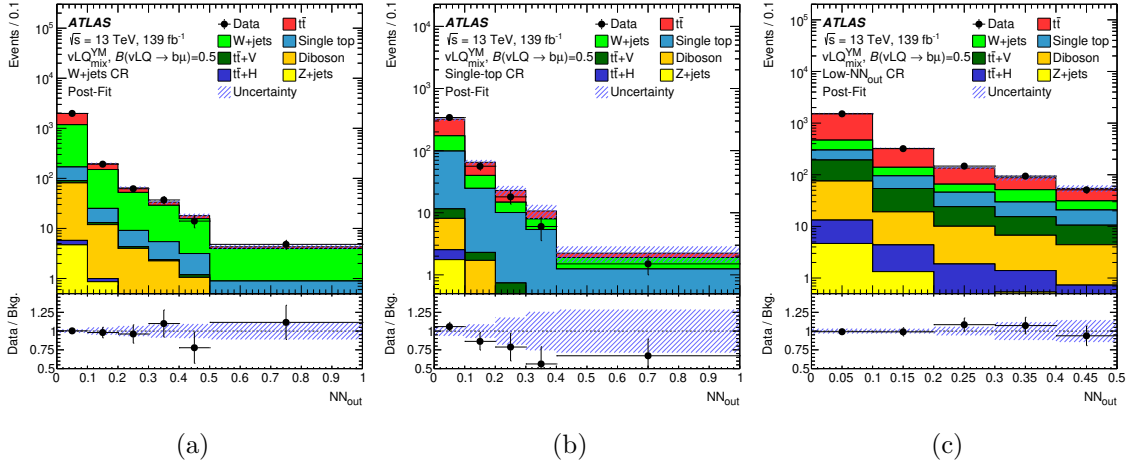 Events / 0.1
10⁵
10⁴
10³
10²
10
1
ATLAS
√s = 13 TeV, 139 fb⁻¹
vLQ^YM_mix, B(vLQ → bμ)=0.5
W+jets CR
Post-Fit
Data
tt̄
W+jets
Single top
tt̄+V
Diboson
tt̄+H
Z+jets
Uncertainty
Data / Bkg.
1.25
1
0.75
0.5
0 0.1 0.2 0.3 0.4 0.5 0.6 0.7 0.8 0.9 1
NN_out
(a)
Events / 0.1
10⁴
10³
10²
10
1
ATLAS
√s = 13 TeV, 139 fb⁻¹
vLQ^YM_mix, B(vLQ → bμ)=0.5
Single-top CR
Post-Fit
Data
tt̄
W+jets
Single top
tt̄+V
Diboson
tt̄+H
Z+jets
Uncertainty
Data / Bkg.
1.25
1
0.75
0.5
0 0.1 0.2 0.3 0.4 0.5 0.6 0.7 0.8 0.9 1
NN_out
(b)
Events / 0.1
10⁵
10⁴
10³
10²
10
1
ATLAS
√s = 13 TeV, 139 fb⁻¹
vLQ^YM_mix, B(vLQ → bμ)=0.5
Low-NN_out CR
Post-Fit
Data
tt̄
W+jets
Single top
tt̄+V
Diboson
tt̄+H
Z+jets
Uncertainty
Data / Bkg.
1.25
1
0.75
0.5
0 0.05 0.1 0.15 0.2 0.25 0.3 0.35 0.4 0.45 0.5
NN_out
(c)